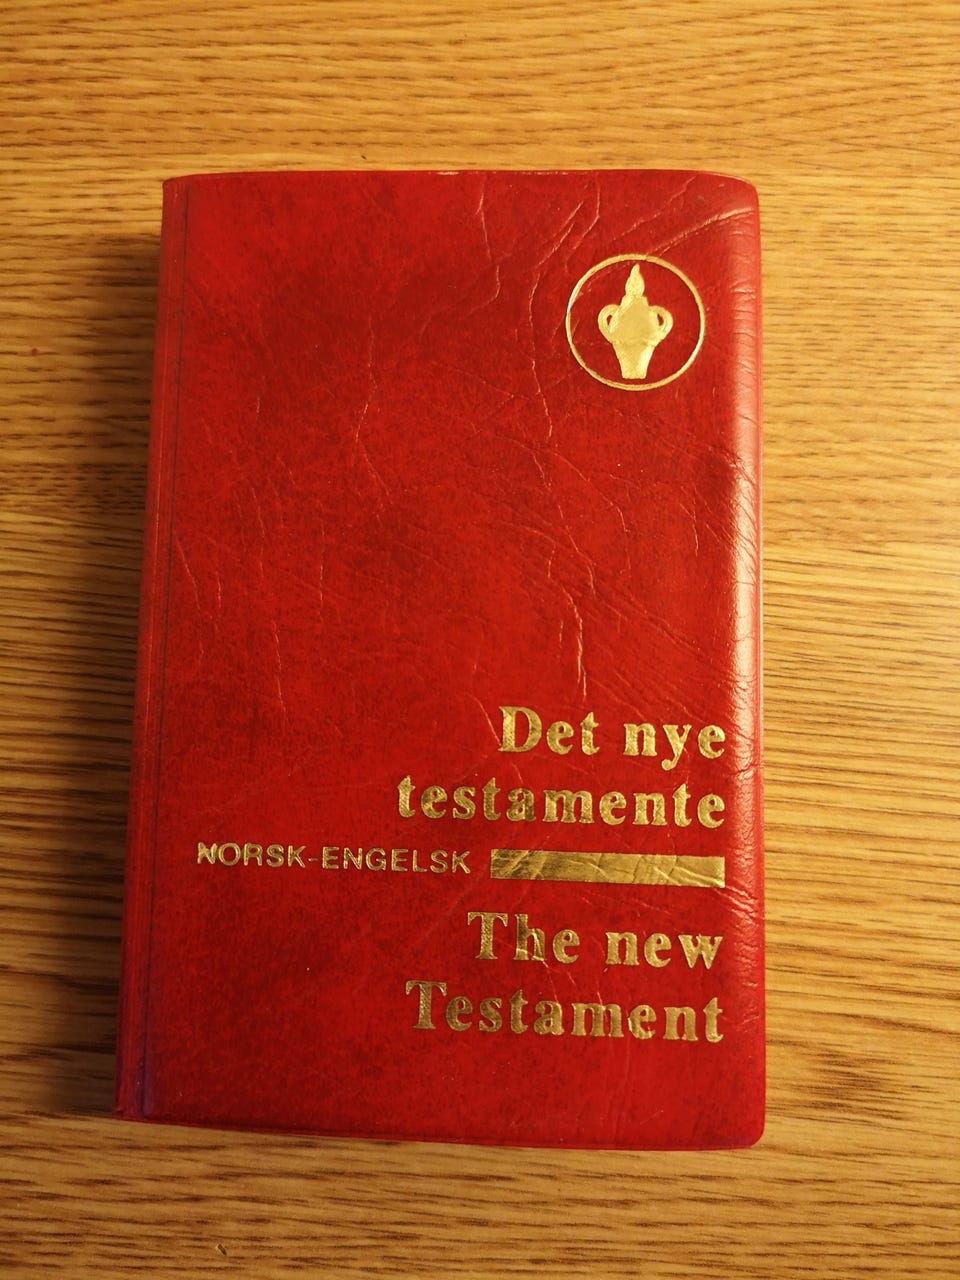 Det nye
testamente
NORSK-ENGELSK
The new
Testament